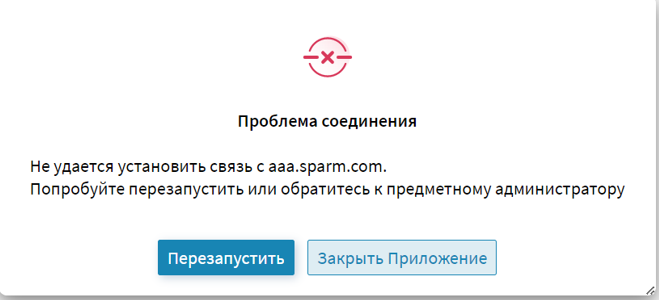 Проблема соединения
Не удается установить связь с aaa.sparm.com.
Попробуйте перезапустить или обратитесь к предметному администратору
Перезапустить
Закрыть Приложение